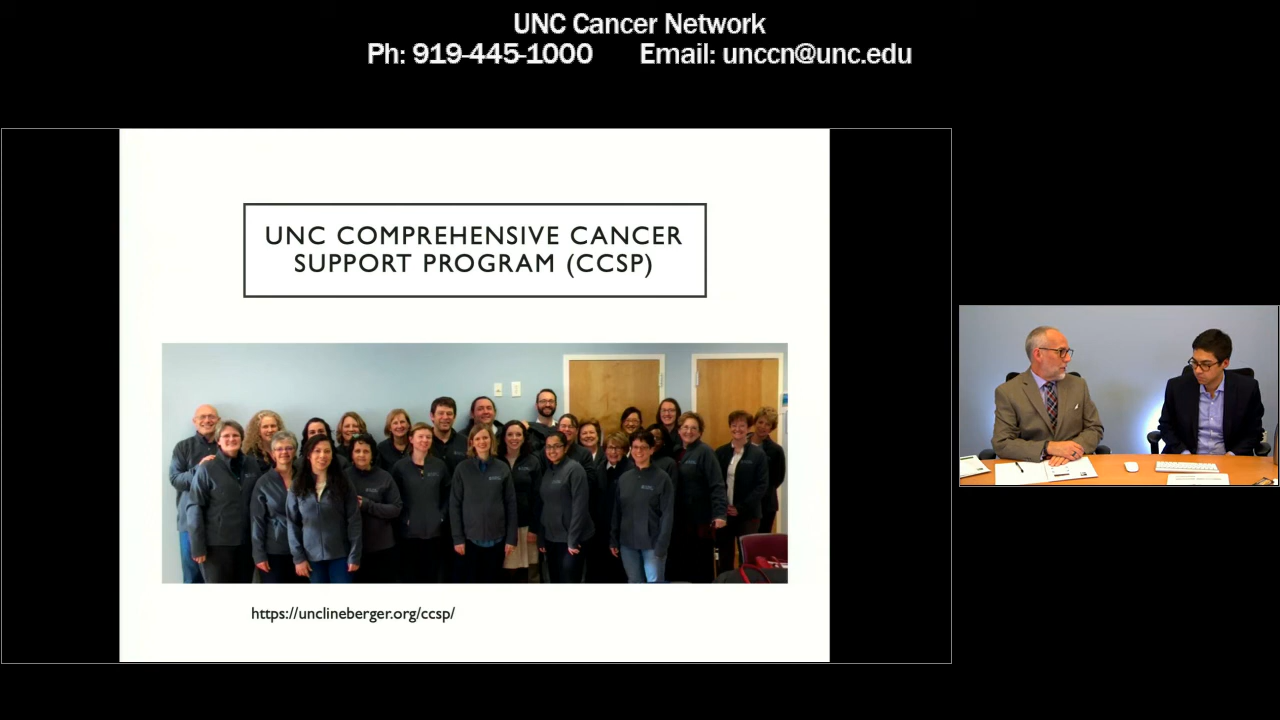 UNC Cancer Network
Ph: 919-445-1000 Email: unccn@unc.edu
UNC COMPREHENSIVE CANCER
SUPPORT PROGRAM (CCSP)
https://unclineberger.org/ccsp/